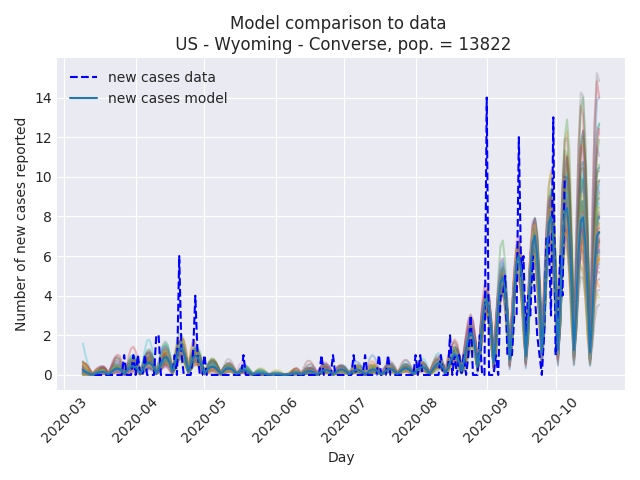 Model comparison to data
US - Wyoming - Converse, pop. = 13822
new cases data
new cases model
Number of new cases reported
14
12
10
8
6
4
2
0
2020-03
2020-04
2020-05
2020-06
2020-07
2020-08
2020-09
2020-10
Day